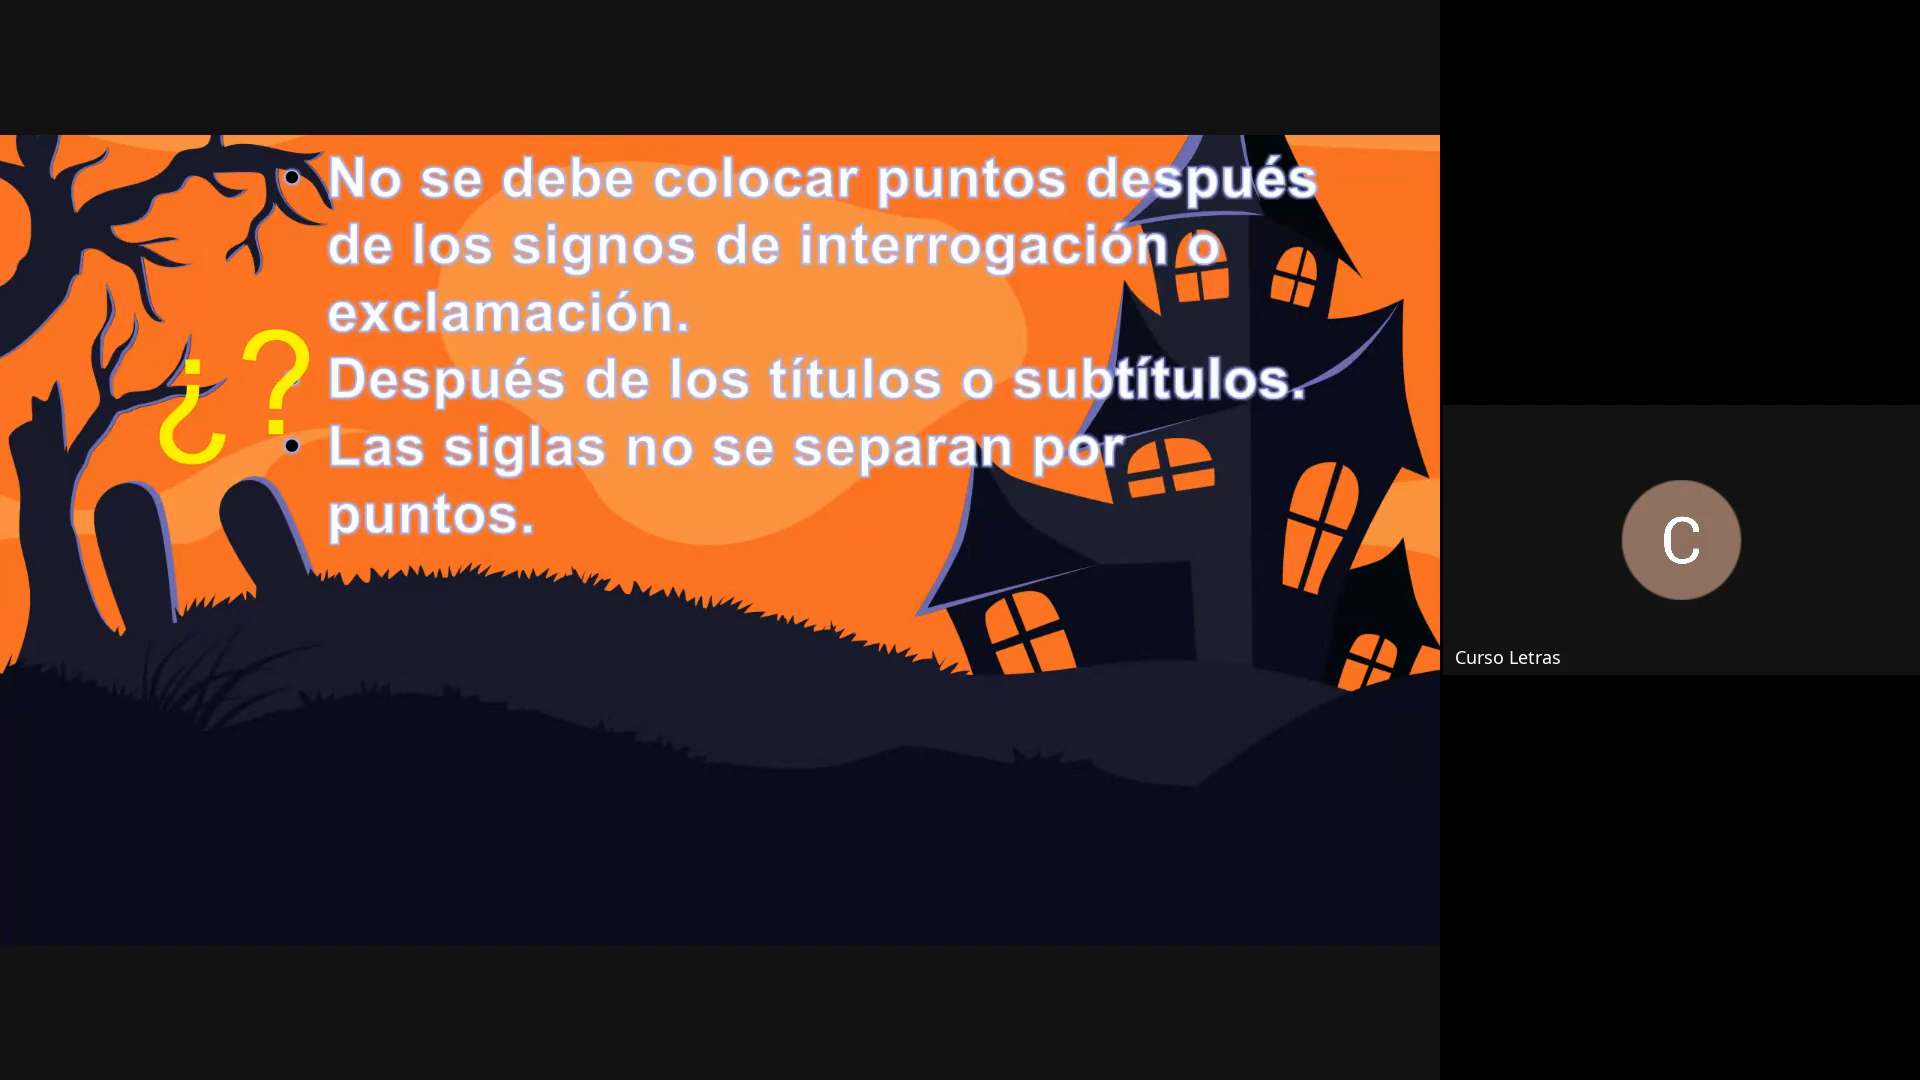 • No se debe colocar puntos después
de los signos de interrogación o
exclamación.
¿?
Después de los títulos o subtítulos.
• Las siglas no se separan por
puntos.
C
Curso Letras